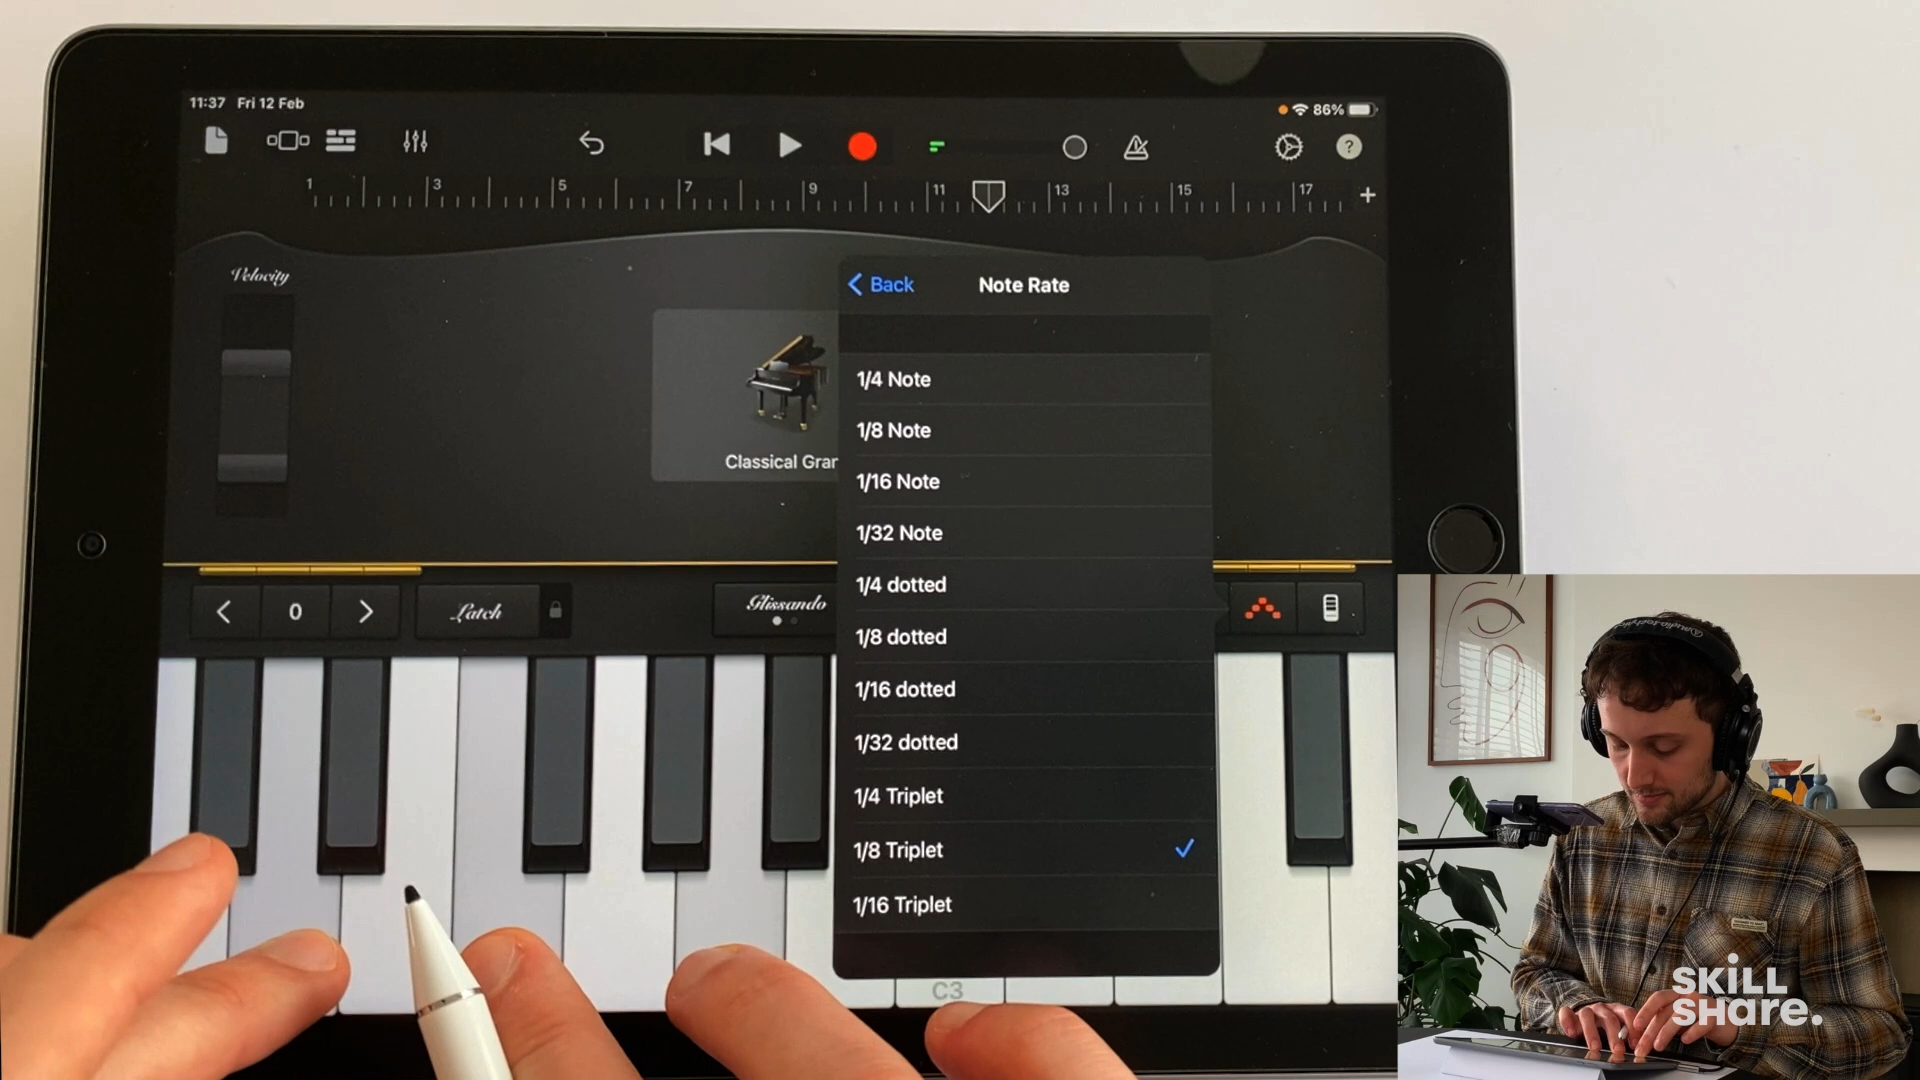 11:37 Fri 12 Feb
86%
?
1 3 5 7 9 11 13 15 17
Velocity
Back Note Rate
1/4 Note
1/8 Note
1/16 Note
1/32 Note
1/4 dotted
1/8 dotted
1/16 dotted
1/32 dotted
1/4 Triplet
1/8 Triplet
1/16 Triplet
Classical Gran
0
Latch
Glissando
C3
SKILL
SHARE.